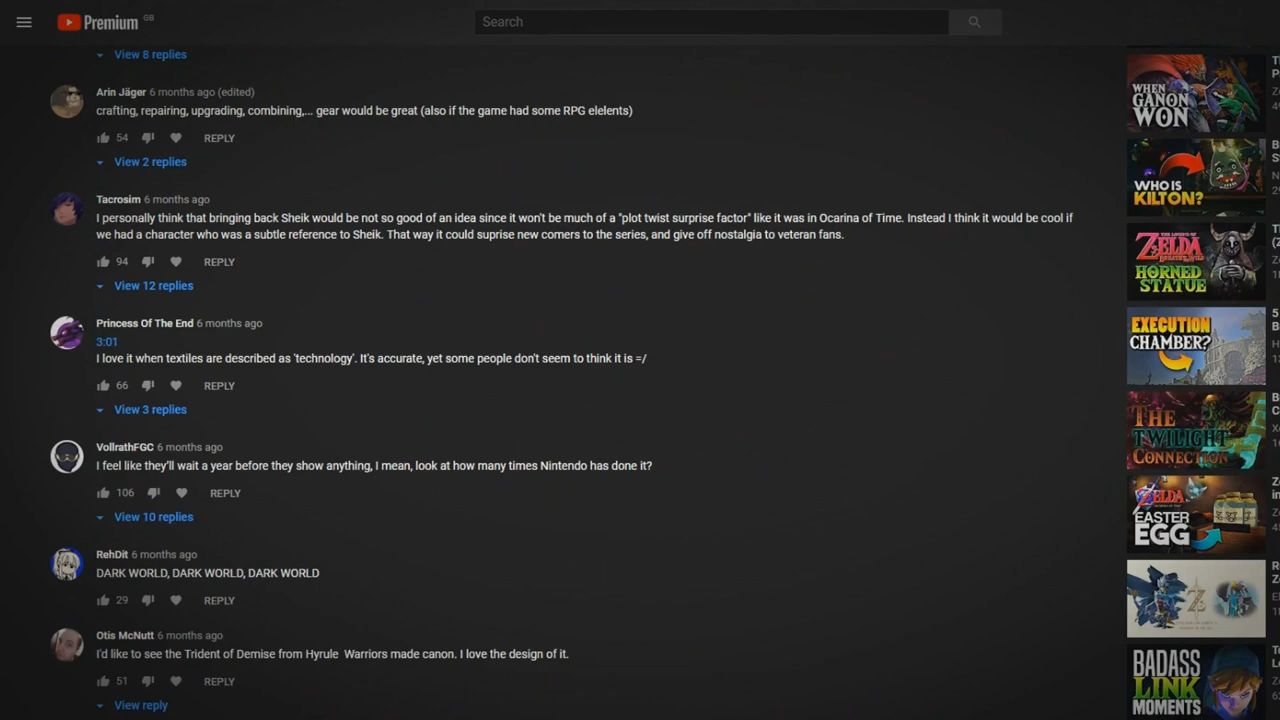 Premium GB
Search
View 8 replies
Arin Jäger 6 months ago (edited)
crafting, repairing, upgrading, combining,... gear would be great (also if the game had some RPG elelents)
54 REPLY
View 2 replies
Tacrosim 6 months ago
I personally think that bringing back Sheik would be not so good of an idea since it won't be much of a "plot twist surprise factor" like it was in Ocarina of Time. Instead I think it would be cool if
we had a character who was a subtle reference to Sheik. That way it could suprise new comers to the series, and give off nostalgia to veteran fans.
94 REPLY
View 12 replies
Princess Of The End 6 months ago
3:01
I love it when textiles are described as 'technology'. It's accurate, yet some people don't seem to think it is =/
66 REPLY
View 3 replies
VollrathFGC 6 months ago
I feel like they'll wait a year before they show anything, I mean, look at how many times Nintendo has done it?
106 REPLY
View 10 replies
RehDit 6 months ago
DARK WORLD, DARK WORLD, DARK WORLD
29 REPLY
Otis McNutt 6 months ago
I'd like to see the Trident of Demise from Hyrule Warriors made canon. I love the design of it.
51 REPLY
View reply
WHEN
GANON
WON
WHO IS
KILTON?
THE LEGEND OF
ZELDA
BREATH OF THE WILD
HORNED
STATUE
EXECUTION
CHAMBER?
THE
TWILIGHT
CONNECTION
ZELDA
EASTER
EGG
Z
BADASS
LINK
MOMENTS